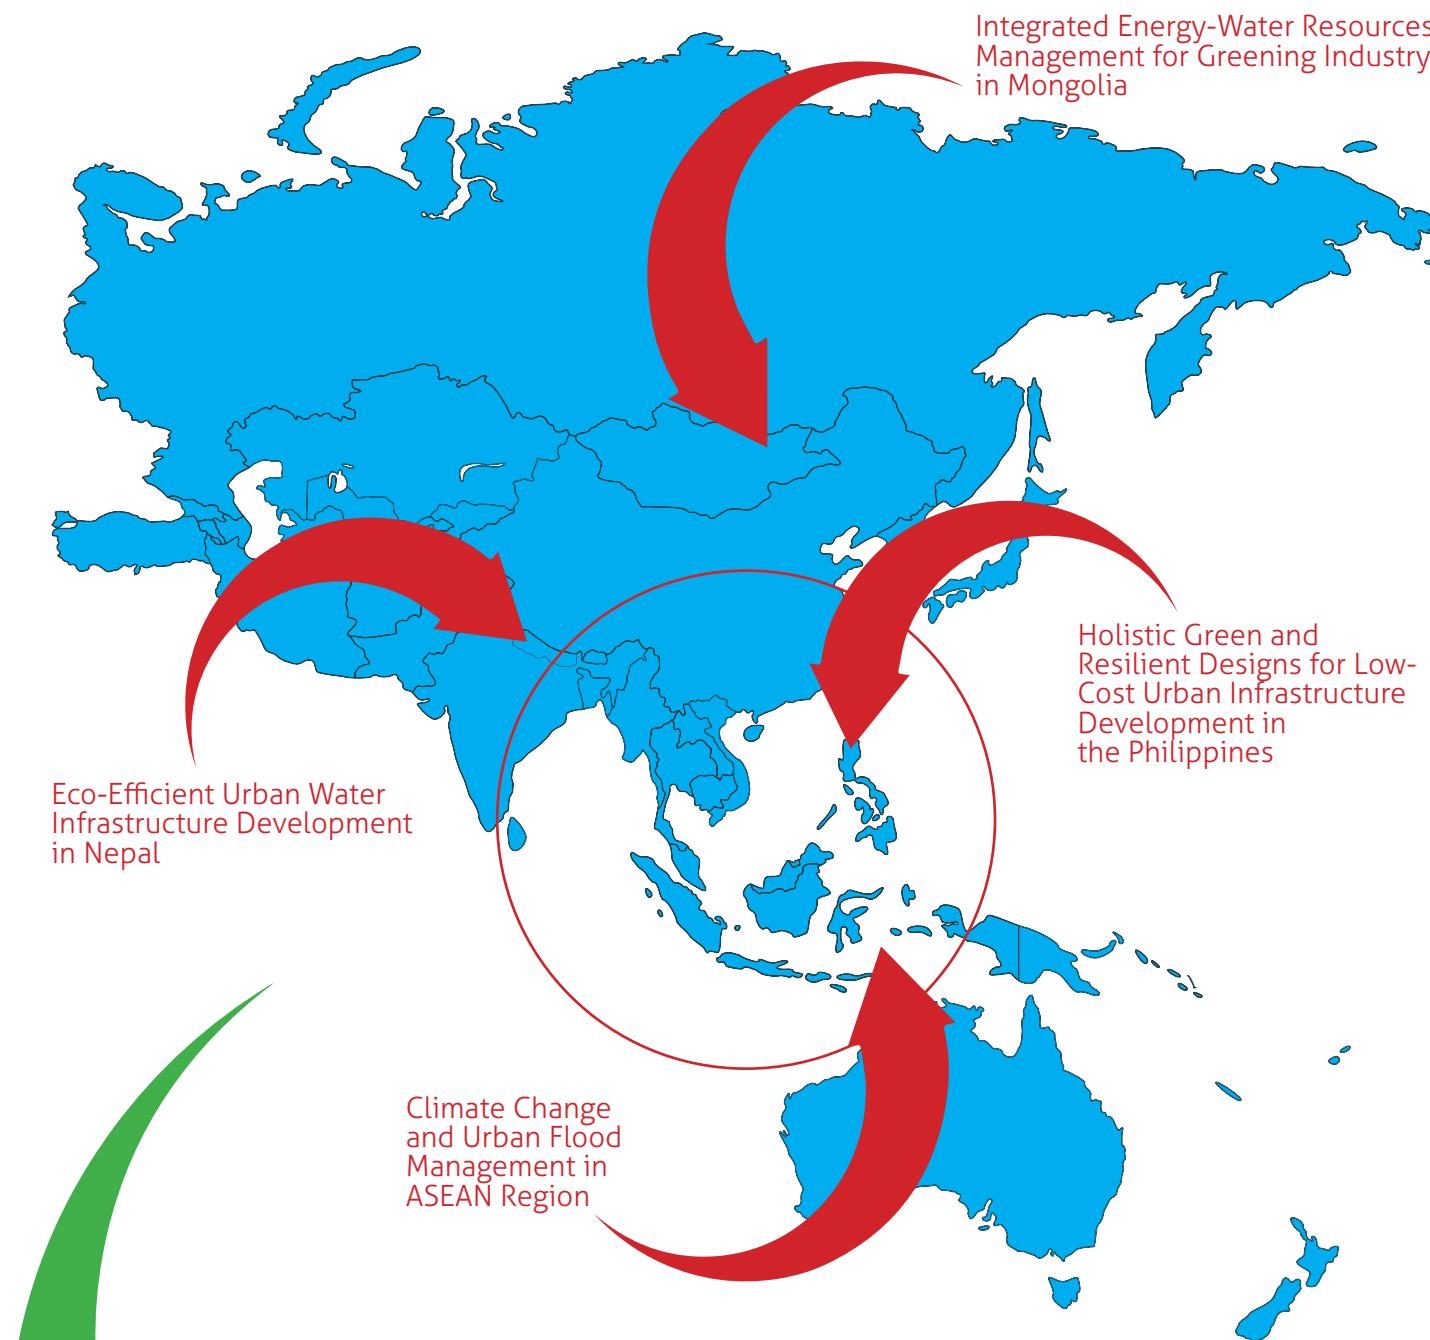 Integrated Energy-Water Resources
Management for Greening Industry
in Mongolia
Holistic Green and
Resilient Designs for Low-
Cost Urban Infrastructure
Development in
the Philippines
Eco-Efficient Urban Water
Infrastructure Development
in Nepal
Climate Change
and Urban Flood
Management in
ASEAN Region